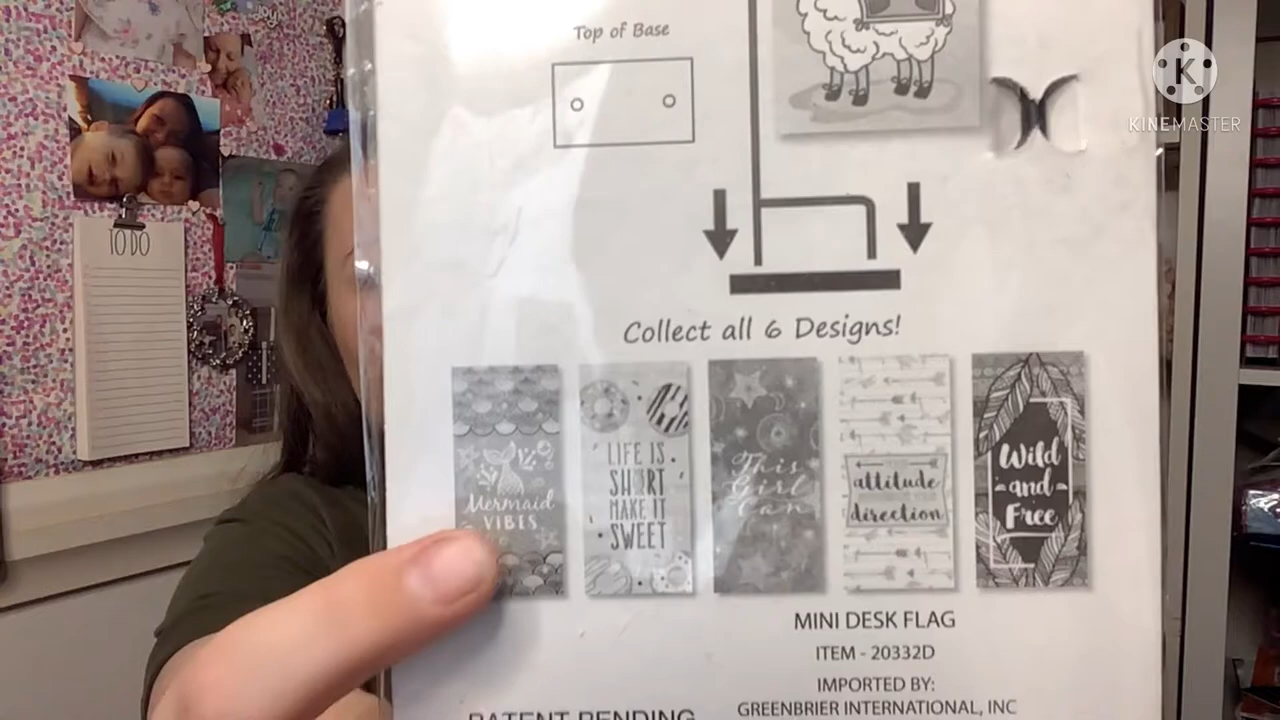 Joy!
Top of Base
KINEMASTER
TO DO
Collect all 6 Designs!
Mermaid
VIBES
LIFE IS
SHORT
MAKE IT
SWEET
This
Girl
Can
attitude
direction
Wild
and
Free
MINI DESK FLAG
ITEM - 20332D
IMPORTED BY:
GREENBRIER INTERNATIONAL, INC
PATENT PENDING